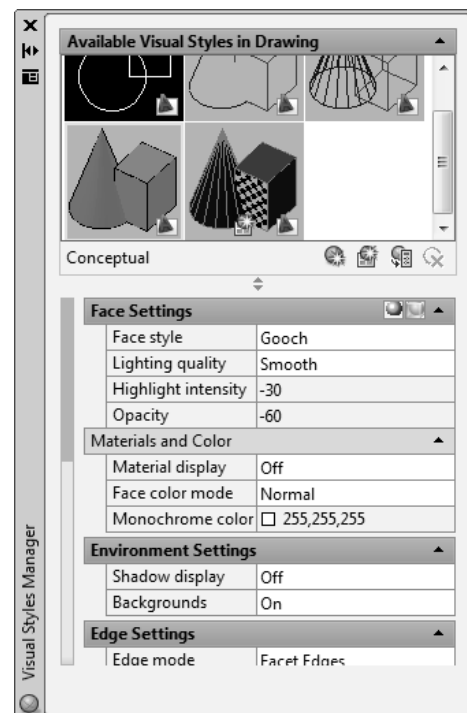 Available Visual Styles in Drawing
Conceptual
Face Settings
Face style Gooch
Lighting quality Smooth
Highlight intensity -30
Opacity -60
Materials and Color
Material display Off
Face color mode Normal
Monochrome color 255,255,255
Environment Settings
Shadow display Off
Backgrounds On
Edge Settings
Edge mode Facet Edges
Visual Styles Manager